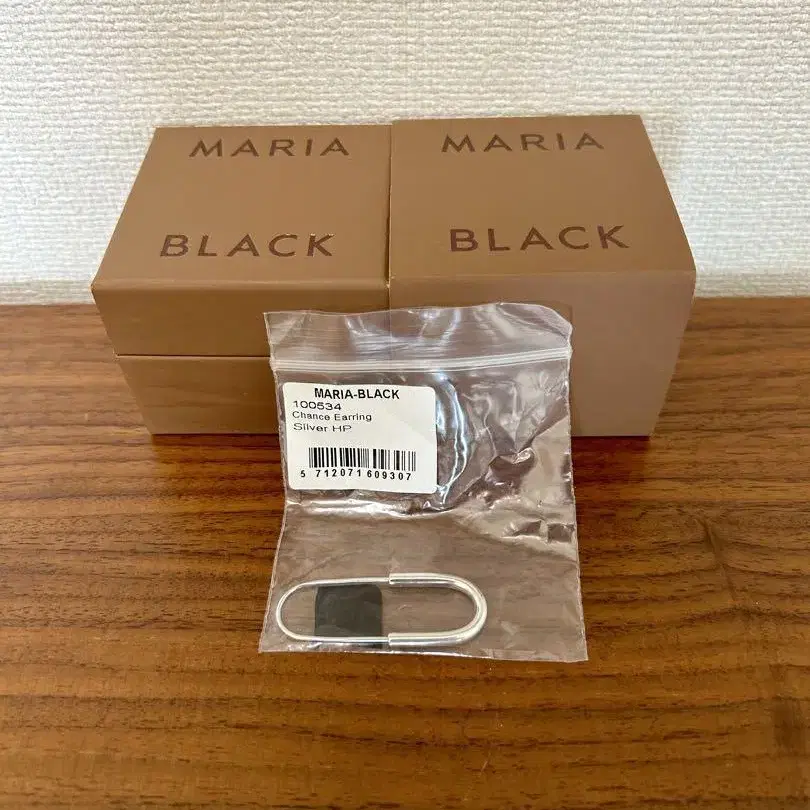 MARIA
BLACK
MARIA
BLACK
MARIA-BLACK
100534
Chance Earring
Silver HP
5 712071 609307